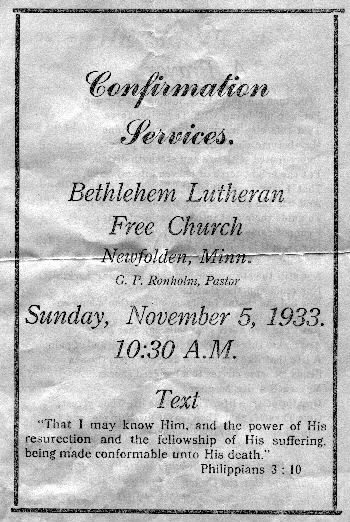 Confirmation
Services.
Bethlehem Lutheran
Free Church
Newfolden, Minn.
G. P. Ronholm, Pastor
Sunday, November 5, 1933.
10:30 A.M.
Text
"That I may know Him, and the power of His
resurection and the fellowship of His suffering,
being made conformable unto His death."
Philippians 3 : 10